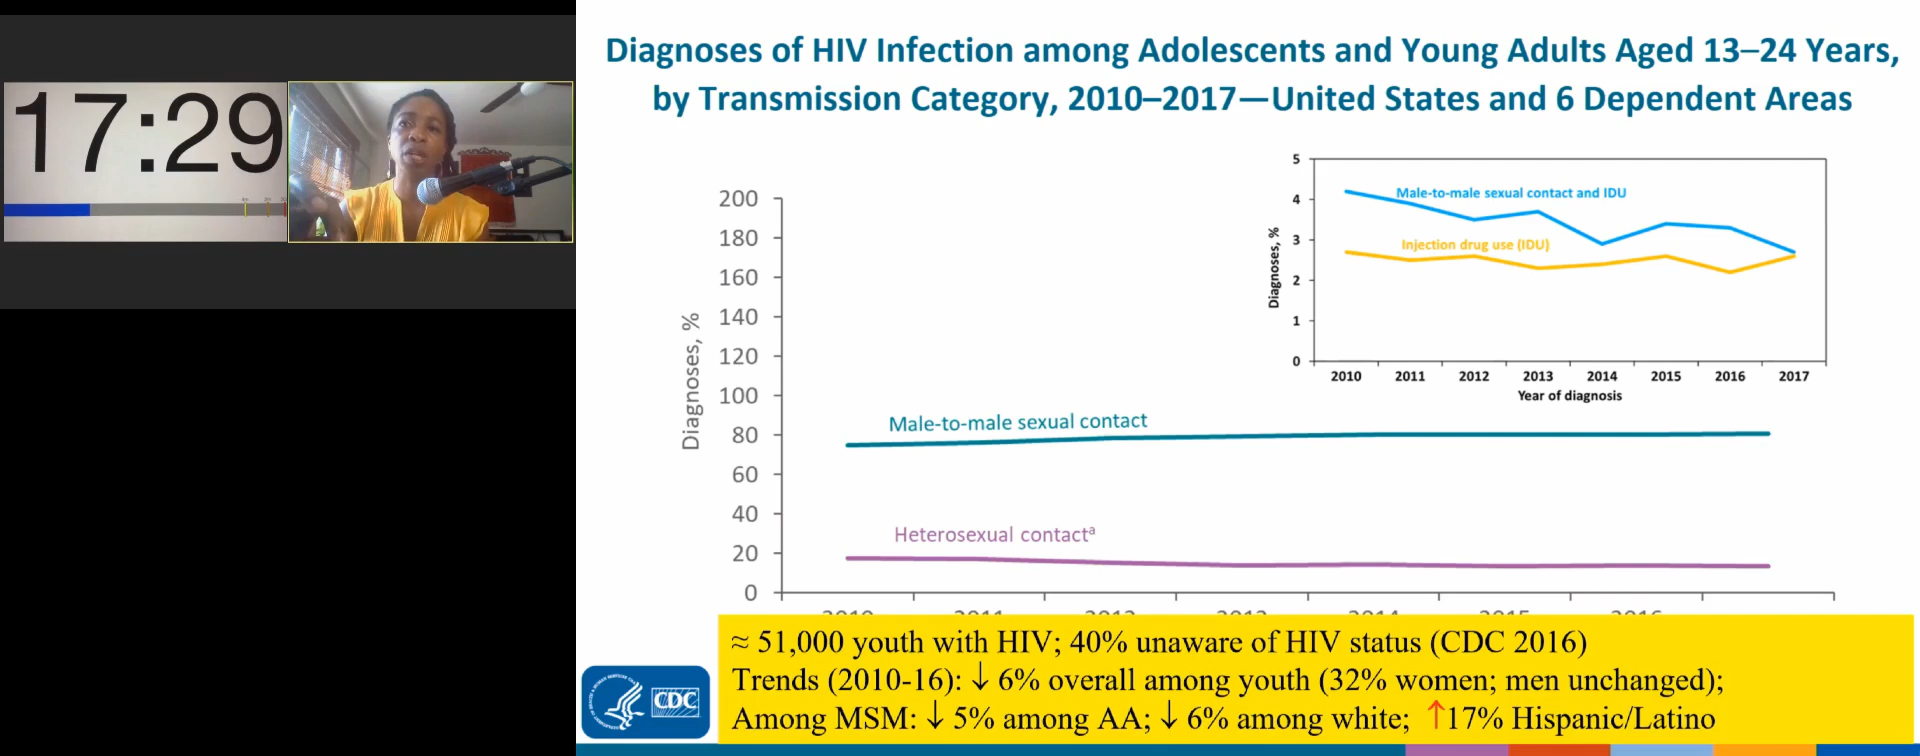 17:29
Diagnoses of HIV Infection among Adolescents and Young Adults Aged 13–24 Years,
by Transmission Category, 2010–2017—United States and 6 Dependent Areas
200
180
160
140
120
100
80
60
40
20
0
Diagnoses, %
Male-to-male sexual contact
Heterosexual contactᵃ
2010 2011 2012 2013 2014 2015 2016
5
4
3
2
1
0
Diagnoses, %
Male-to-male sexual contact and IDU
Injection drug use (IDU)
2010 2011 2012 2013 2014 2015 2016 2017
Year of diagnosis
≈ 51,000 youth with HIV; 40% unaware of HIV status (CDC 2016)
Trends (2010-16): ↓ 6% overall among youth (32% women; men unchanged);
Among MSM: ↓ 5% among AA; ↓ 6% among white; ↑17% Hispanic/Latino
CDC